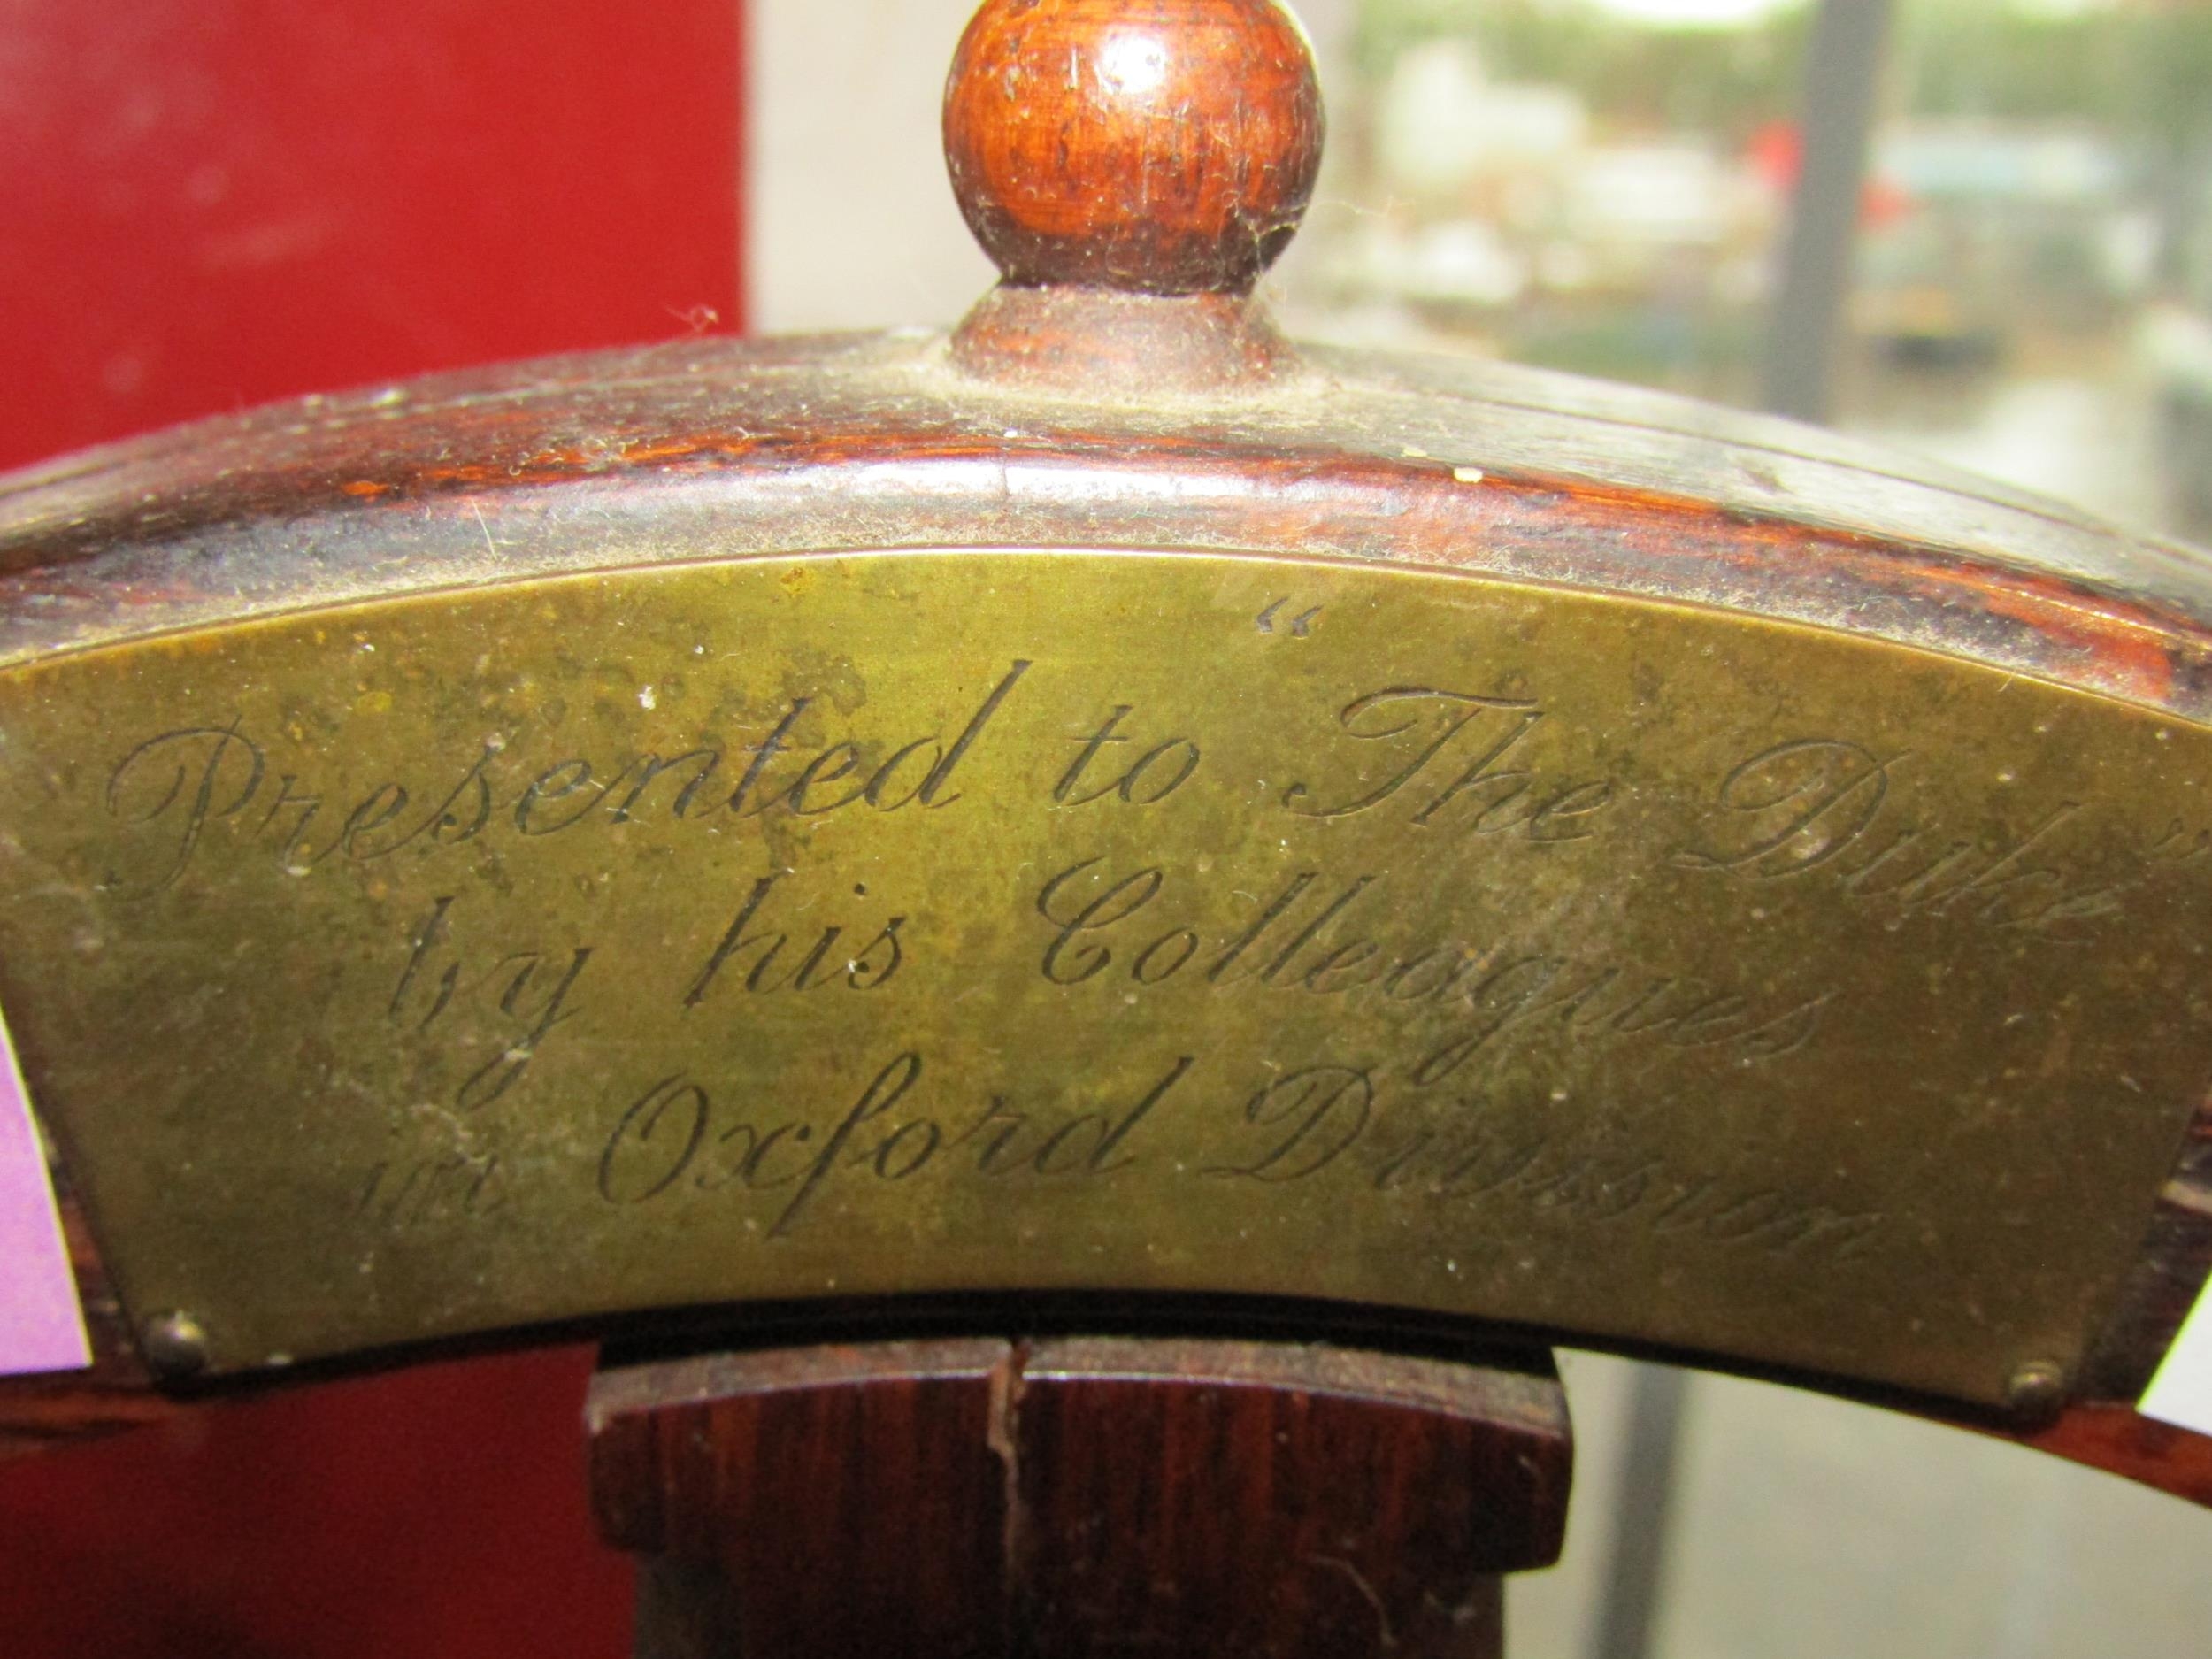 Presented to "The Duke"
by his Colleagues
in Oxford Division